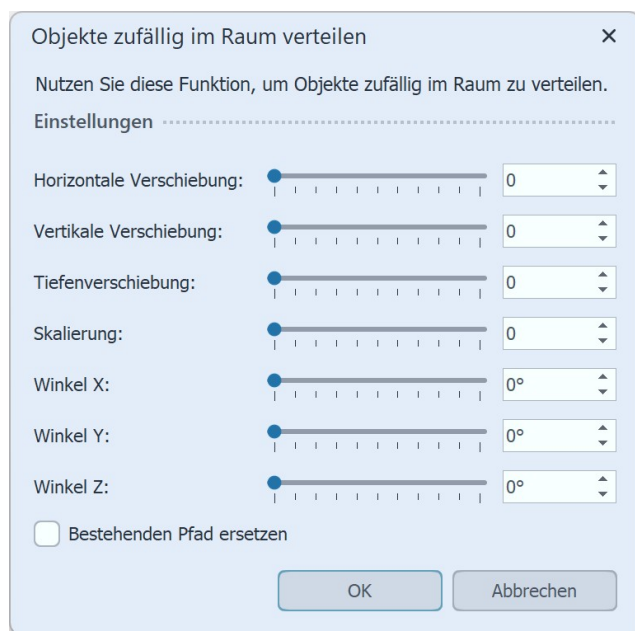 Objekte zufällig im Raum verteilen
Nutzen Sie diese Funktion, um Objekte zufällig im Raum zu verteilen.
Einstellungen
Horizontale Verschiebung: 0
Vertikale Verschiebung: 0
Tiefenverschiebung: 0
Skalierung: 0
Winkel X: 0°
Winkel Y: 0°
Winkel Z: 0°
Bestehenden Pfad ersetzen
OK Abbrechen